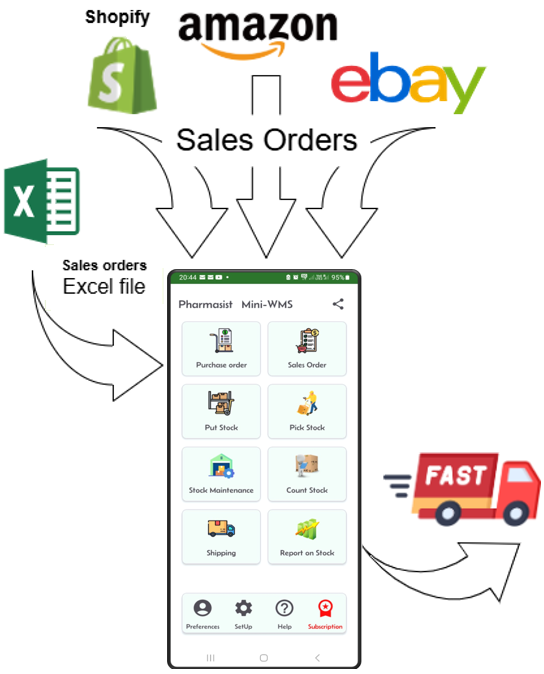 Shopify
amazon
ebay
Sales Orders
Sales orders
Excel file
20:44
95%
Pharmasist Mini-WMS
Purchase order
Sales Order
Put Stock
Pick Stock
Stock Maintenance
Count Stock
Shipping
Report on Stock
Preferences
SetUp
Help
Subscription
FAST